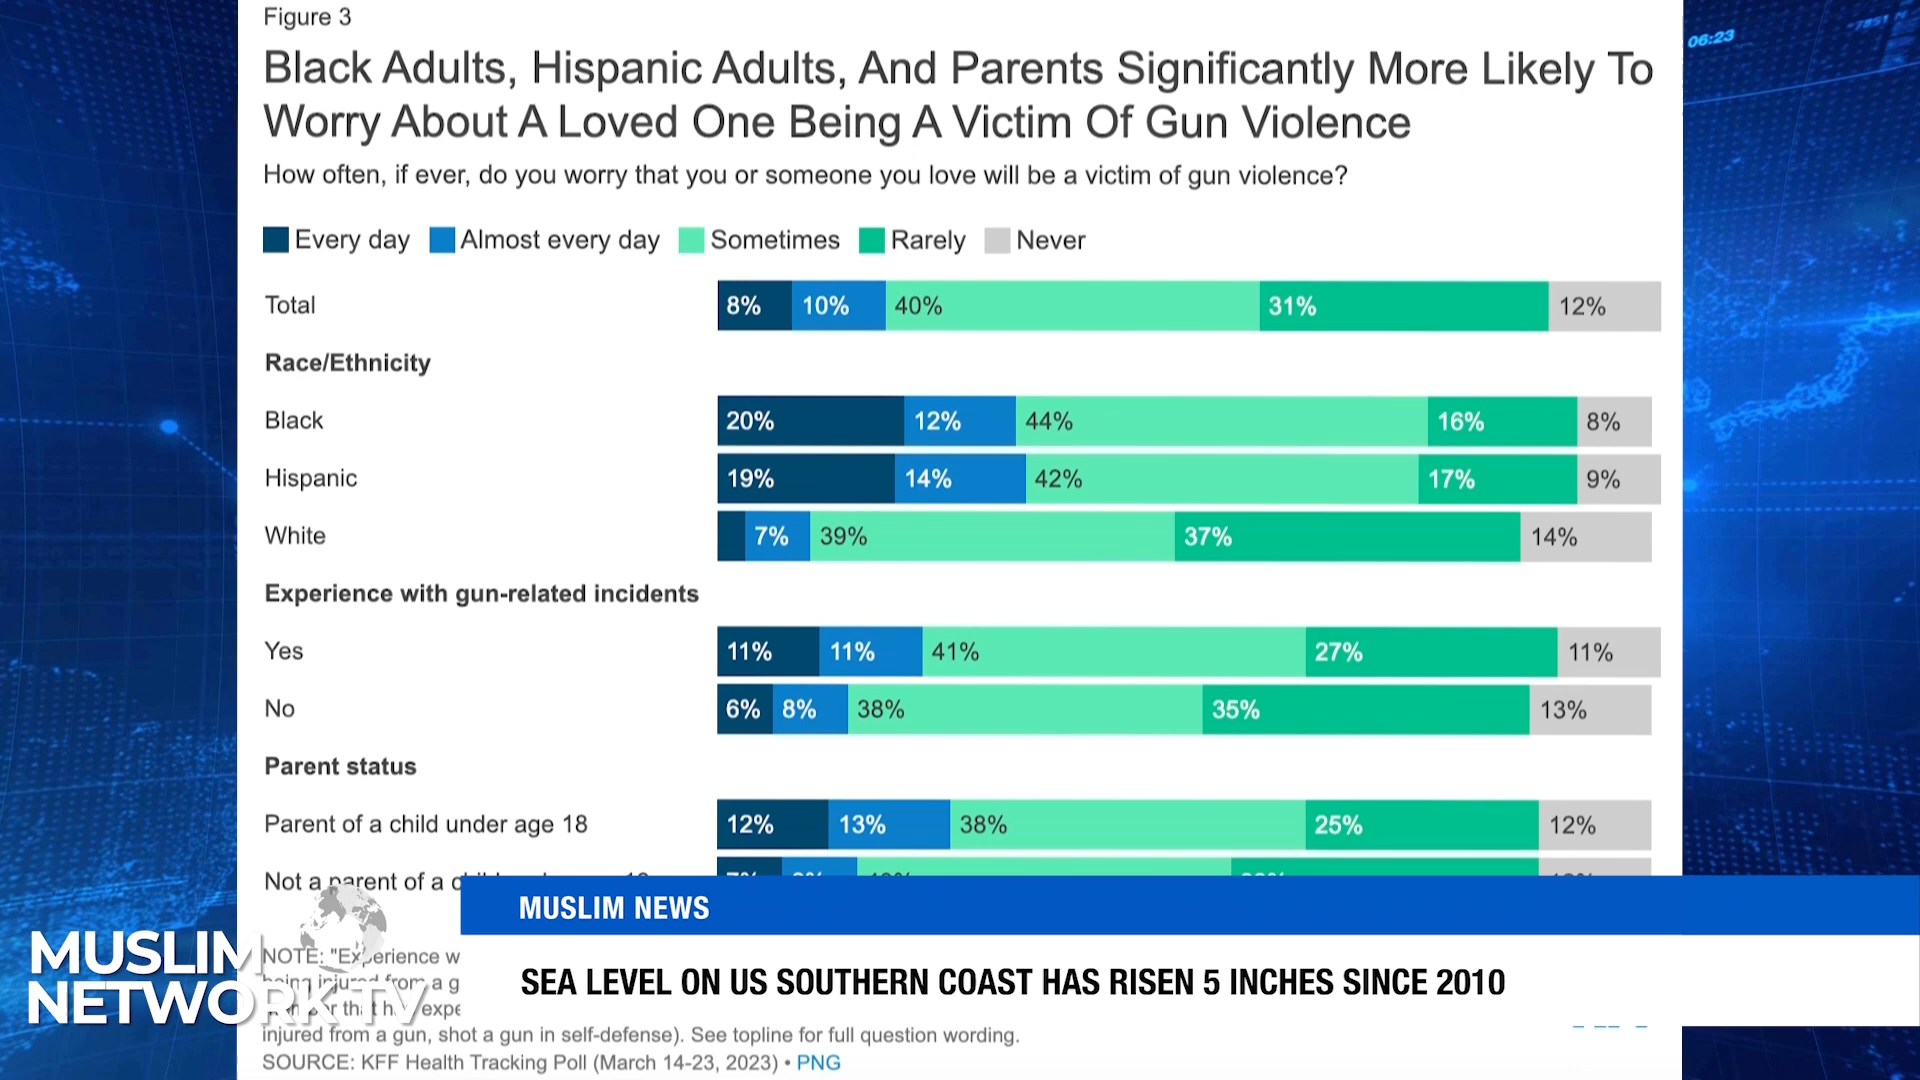 Figure 3
Black Adults, Hispanic Adults, And Parents Significantly More Likely To
Worry About A Loved One Being A Victim Of Gun Violence
How often, if ever, do you worry that you or someone you love will be a victim of gun violence?
Every day Almost every day Sometimes Rarely Never
Total 8% 10% 40% 31% 12%
Race/Ethnicity
Black 20% 12% 44% 16% 8%
Hispanic 19% 14% 42% 17% 9%
White 7% 39% 37% 14%
Experience with gun-related incidents
Yes 11% 11% 41% 27% 11%
No 6% 8% 38% 35% 13%
Parent status
Parent of a child under age 18 12% 13% 38% 25% 12%
Not a parent of a
MUSLIM NEWS
SEA LEVEL ON US SOUTHERN COAST HAS RISEN 5 INCHES SINCE 2010
MUSLIM
NETWORK TV
NOTE: "Experience w
injured from a gun, shot a gun in self-defense). See topline for full question wording.
SOURCE: KFF Health Tracking Poll (March 14-23, 2023) • PNG
06:23